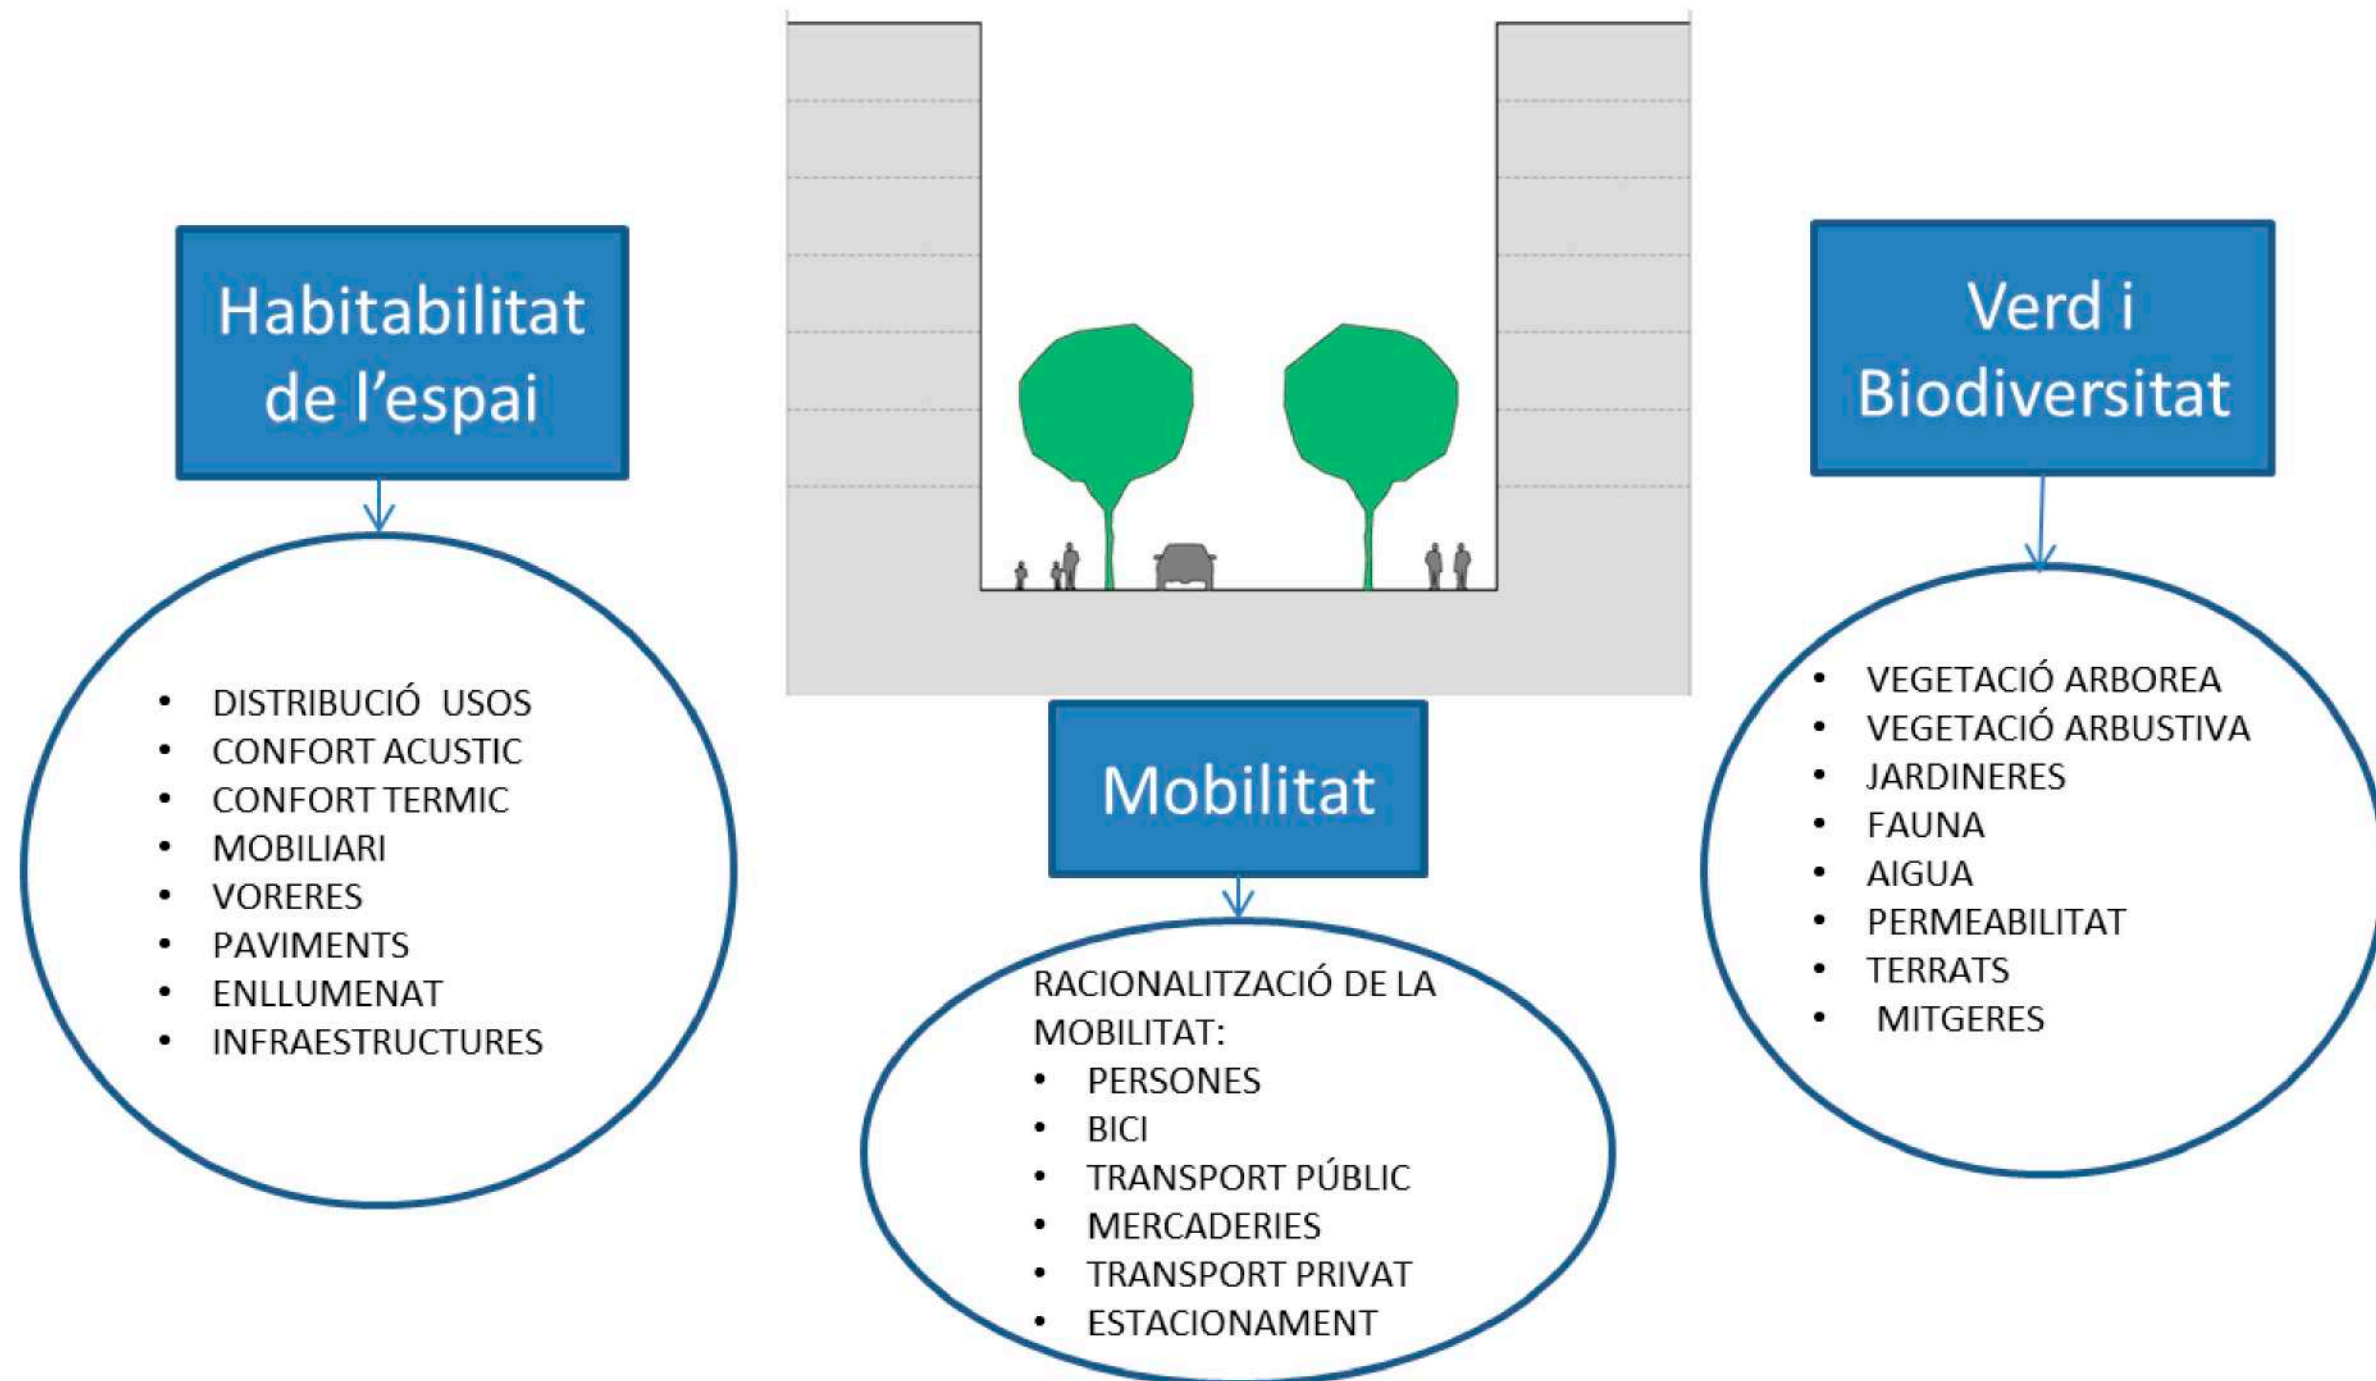 Habitabilitat
de l'espai
• DISTRIBUCIÓ USOS
• CONFORT ACUSTIC
• CONFORT TERMIC
• MOBILIARI
• VORERES
• PAVIMENTS
• ENLLUMENAT
• INFRAESTRUCTURES
Mobilitat
RACIONALITZACIÓ DE LA
MOBILITAT:
• PERSONES
• BICI
• TRANSPORT PÚBLIC
• MERCADERIES
• TRANSPORT PRIVAT
• ESTACIONAMENT
Verd i
Biodiversitat
• VEGETACIÓ ARBOREA
• VEGETACIÓ ARBUSTIVA
• JARDINERES
• FAUNA
• AIGUA
• PERMEABILITAT
• TERRATS
• MITGERES